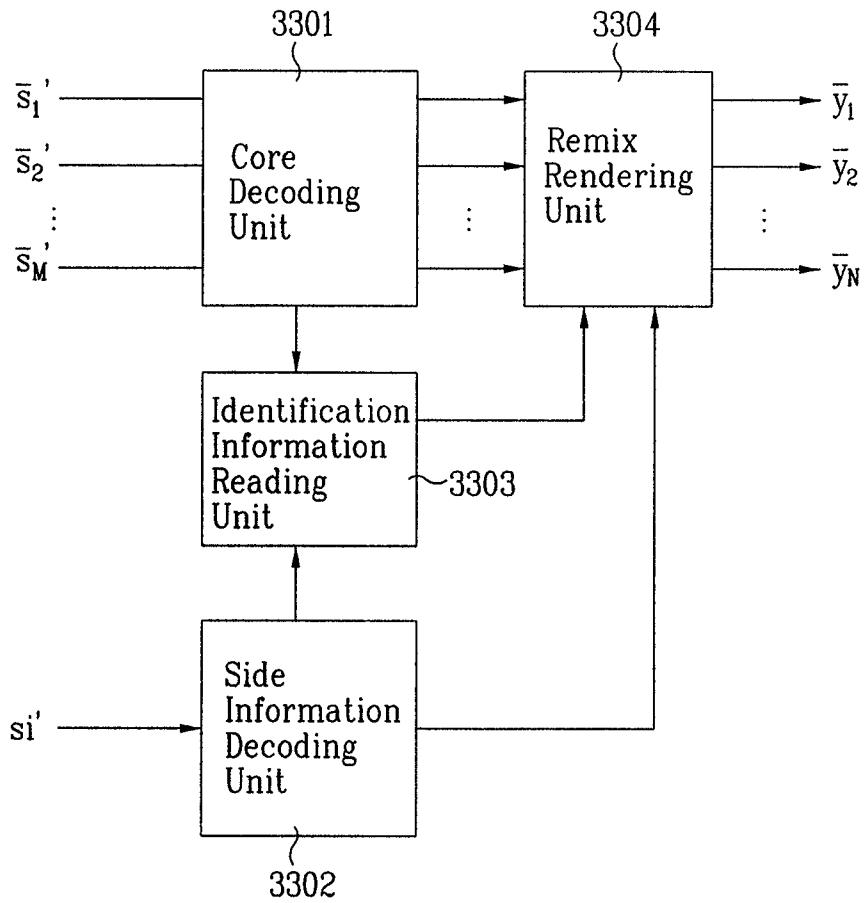 3301
3304
s̄₁'
Core
Decoding
Unit
Remix
Rendering
Unit
ȳ₁
s̄₂'
ȳ₂
⋮
⋮
⋮
s̄M'
ȳN
Identification
Information
Reading
Unit
3303
Side
Information
Decoding
Unit
si'
3302